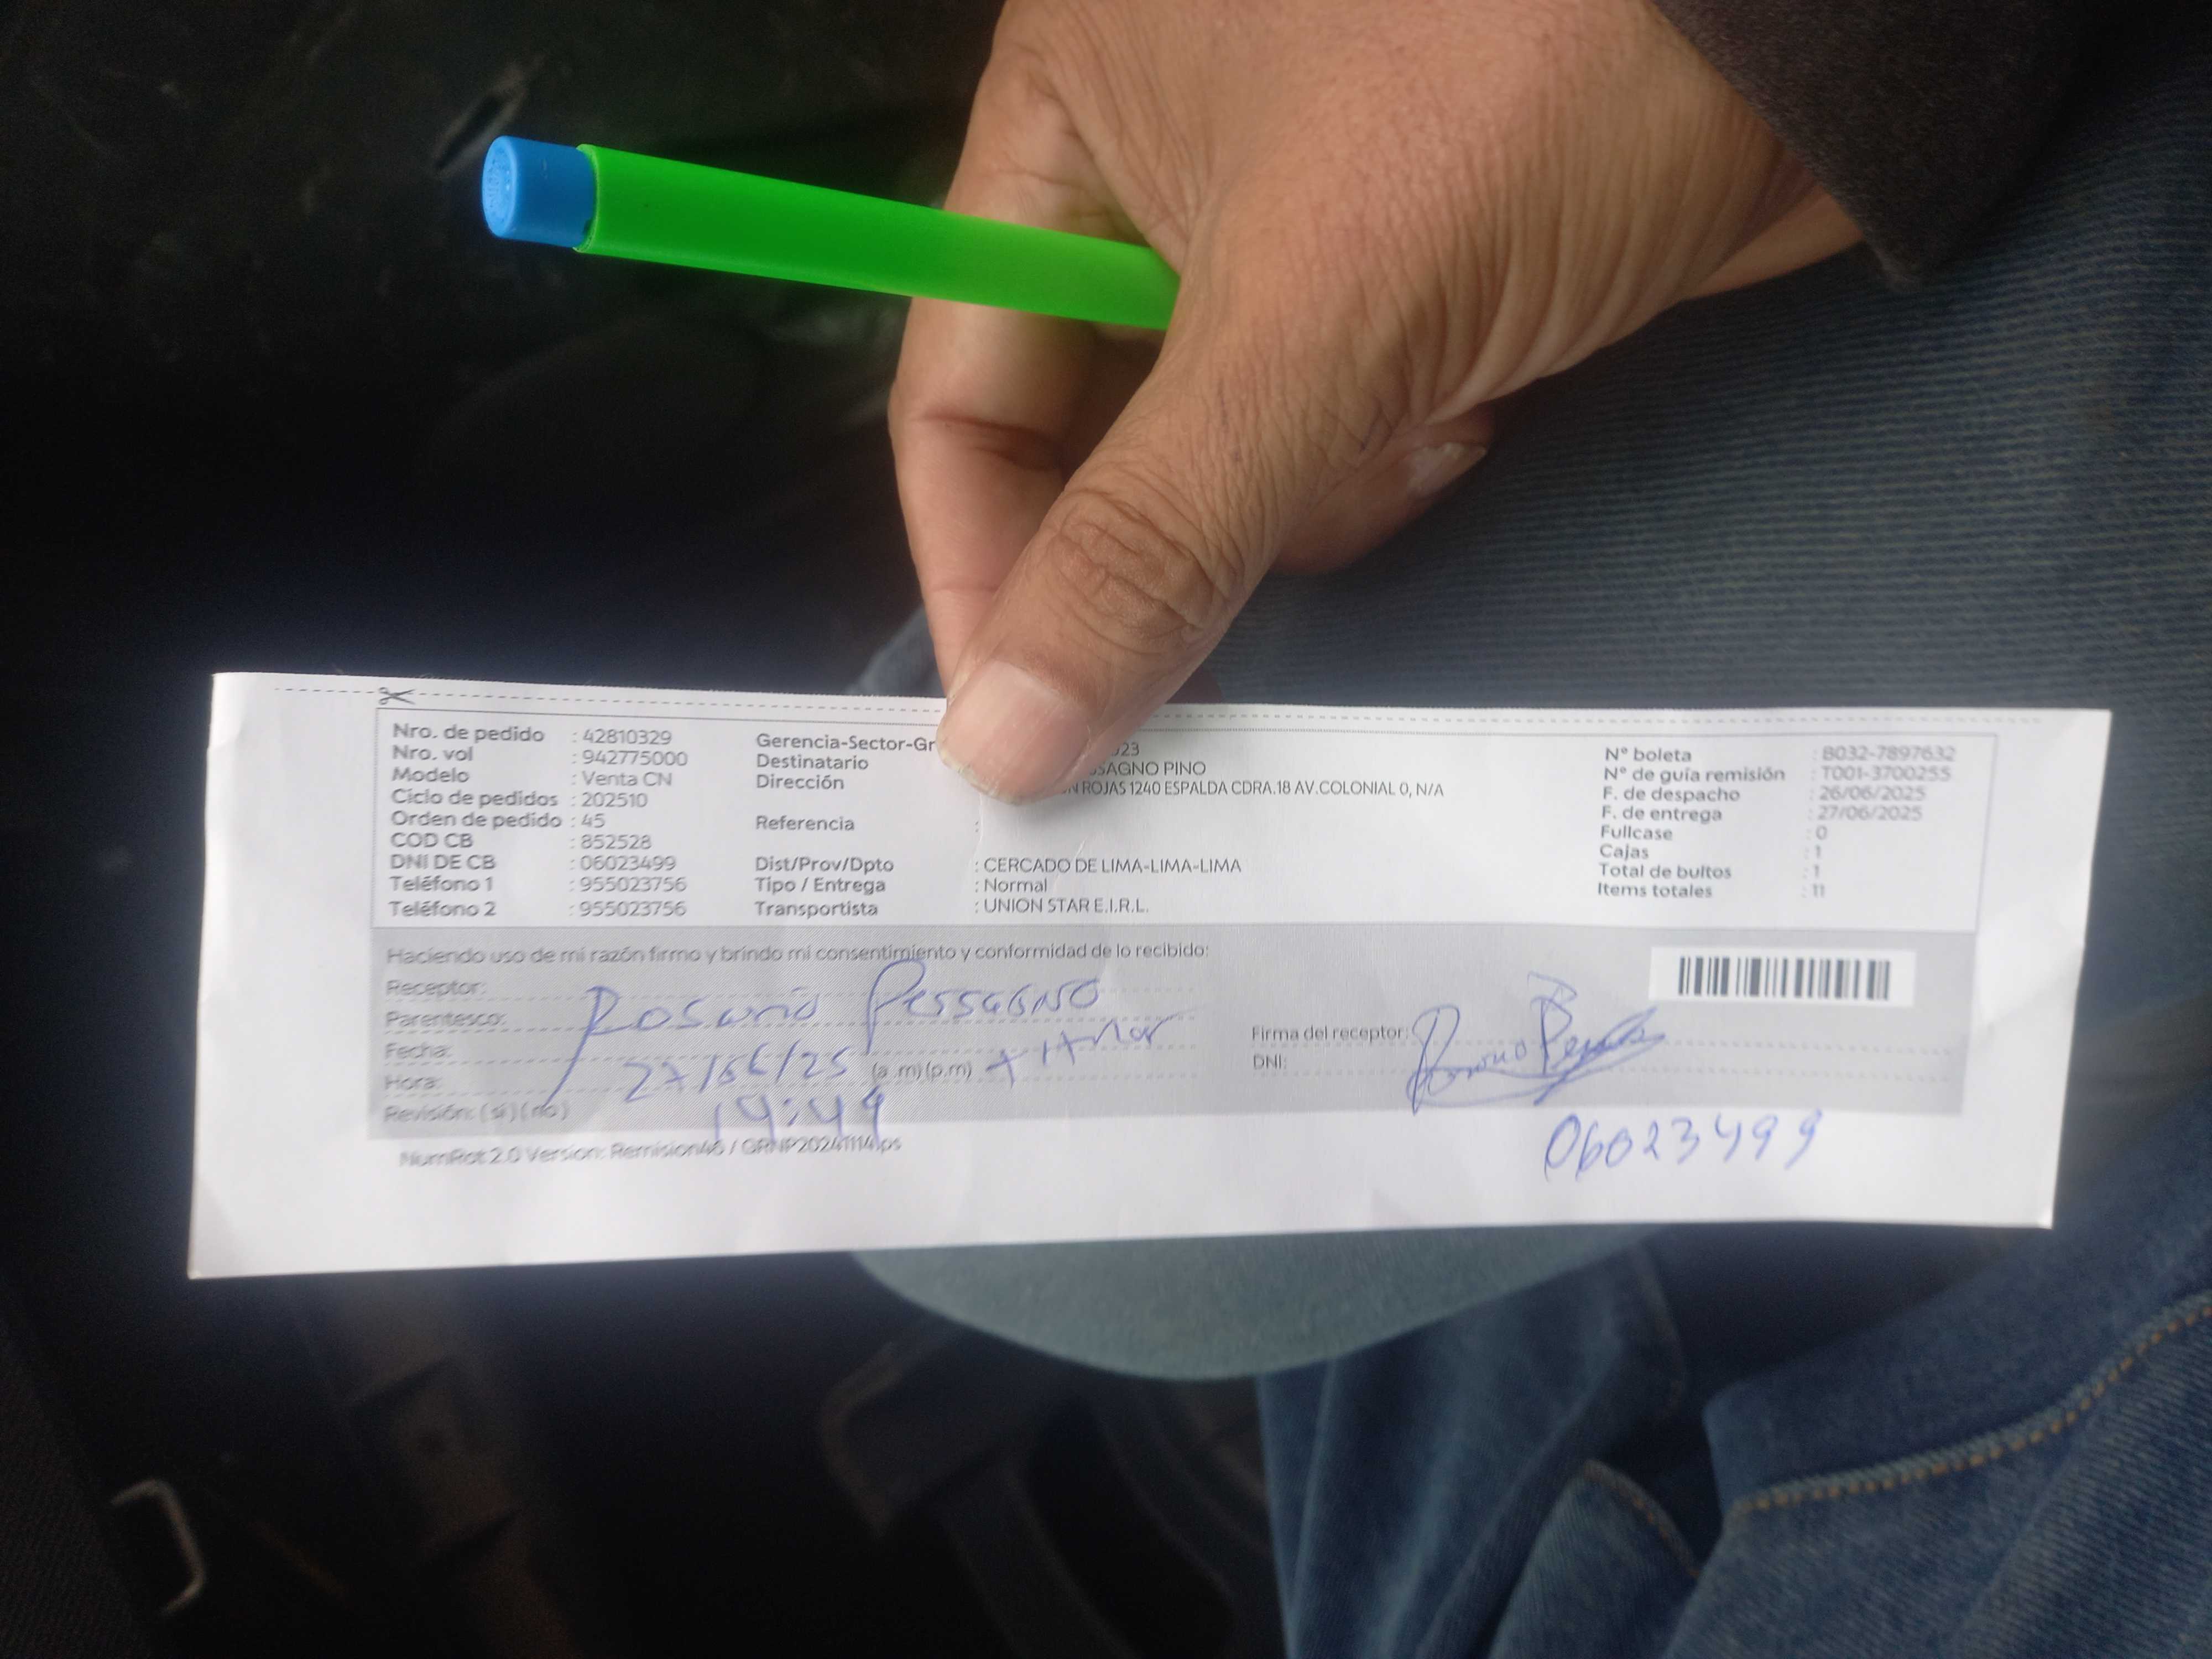 Nro. de pedido : 42810329
Nro. vol : 942775000
Modelo : Venta CN
Ciclo de pedidos : 202510
Orden de pedido : 45
COD CB : 852528
DNI DE CB : 06023499
Teléfono 1 : 955023756
Teléfono 2 : 955023756
Gerencia-Sector-Gr 023
Destinatario SAGNO PINO
Dirección N ROJAS 1240 ESPALDA CDRA.18 AV.COLONIAL 0, N/A
Referencia :
Dist/Prov/Dpto : CERCADO DE LIMA-LIMA-LIMA
Tipo / Entrega : Normal
Transportista : UNION STAR E.I.R.L.
N° boleta : B032-7897632
N° de guía remisión : T001-3700255
F. de despacho : 26/06/2025
F. de entrega : 27/06/2025
Fullcase : 0
Cajas : 1
Total de bultos : 1
Items totales : 11
Haciendo uso de mi razón firmo y brindo mi consentimiento y conformidad de lo recibido:
Receptor: Rosario Pessagno
Parentesco: Titular
Fecha: 27/06/25 (a.m) (p.m)
Hora: 14:49
Revisión: (si) (no)
Firma del receptor:
DNI: 06023499
NumRot 2.0 Version: Remision46 / GRNP20241114.ps